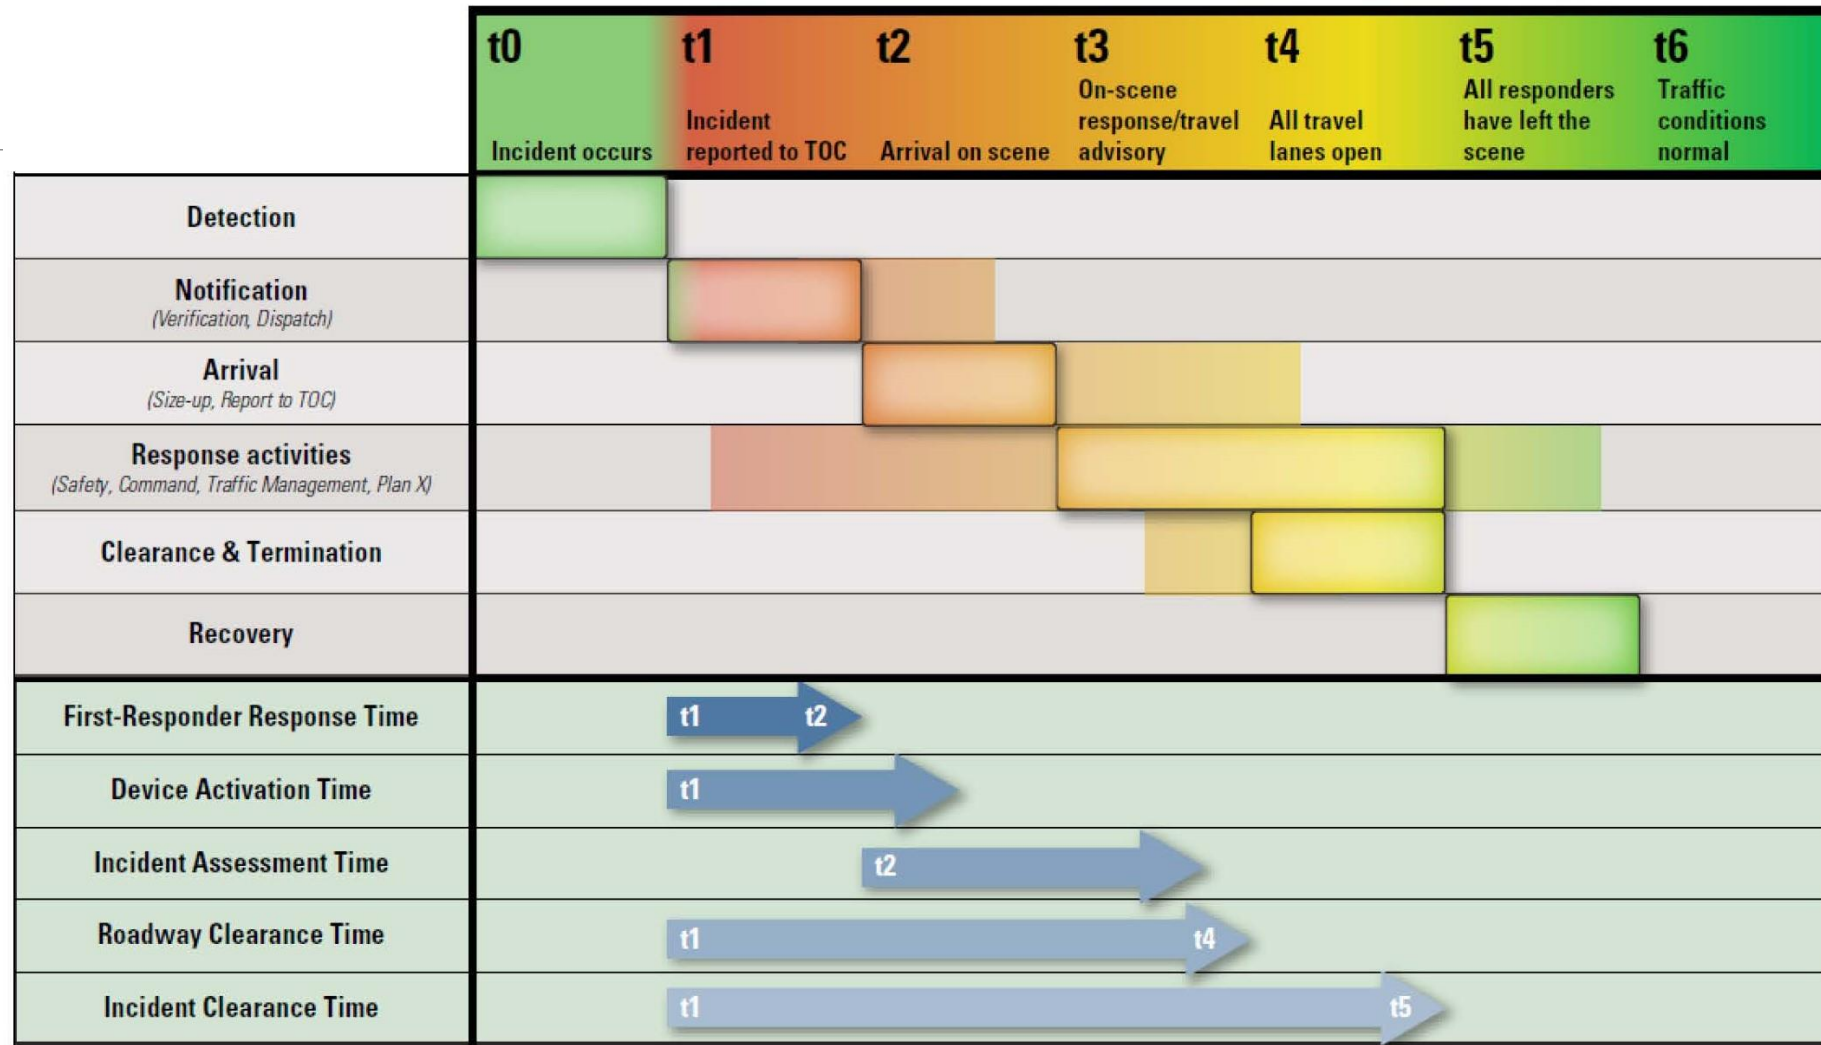 t0
Incident occurs
t1
Incident
reported to TOC
t2
Arrival on scene
t3
On-scene
response/travel
advisory
t4
All travel
lanes open
t5
All responders
have left the
scene
t6
Traffic
conditions
normal
Detection
Notification
(Verification, Dispatch)
Arrival
(Size-up, Report to TOC)
Response activities
(Safety, Command, Traffic Management, Plan X)
Clearance & Termination
Recovery
First-Responder Response Time
t1 t2
Device Activation Time
t1
Incident Assessment Time
t2
Roadway Clearance Time
t1 t4
Incident Clearance Time
t1 t5